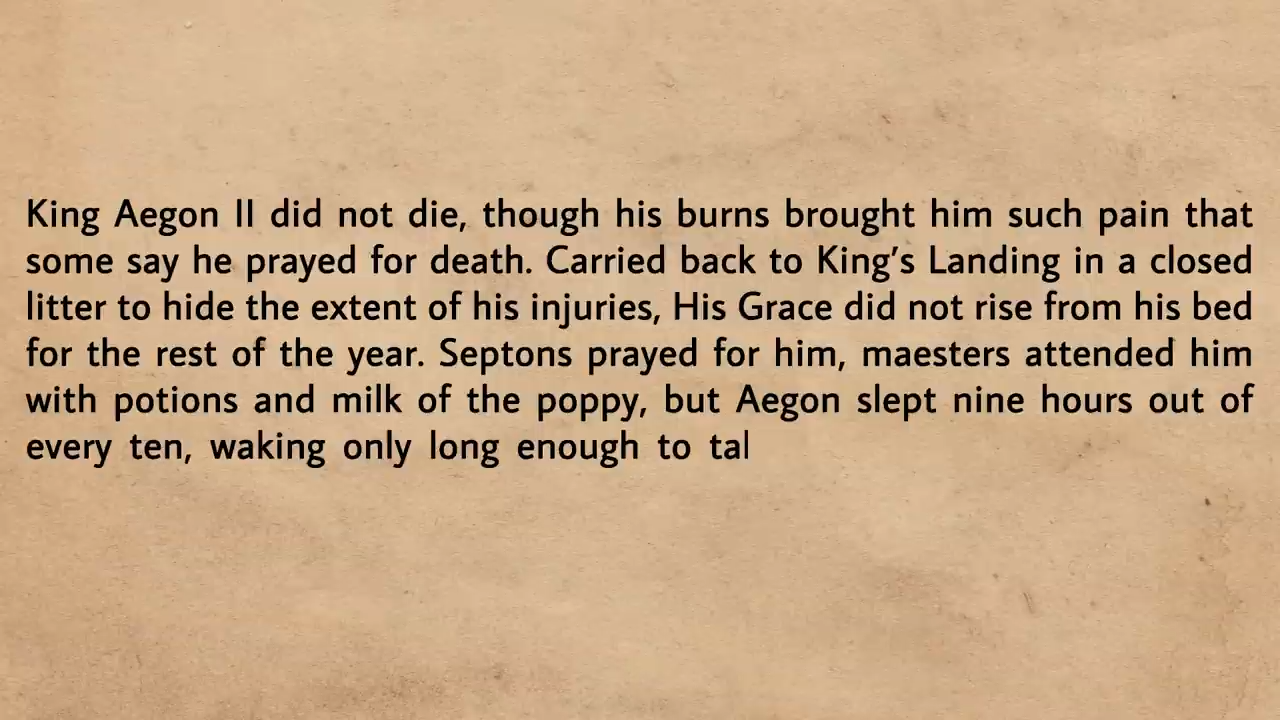 King Aegon II did not die, though his burns brought him such pain that
some say he prayed for death. Carried back to King’s Landing in a closed
litter to hide the extent of his injuries, His Grace did not rise from his bed
for the rest of the year. Septons prayed for him, maesters attended him
with potions and milk of the poppy, but Aegon slept nine hours out of
every ten, waking only long enough to tal